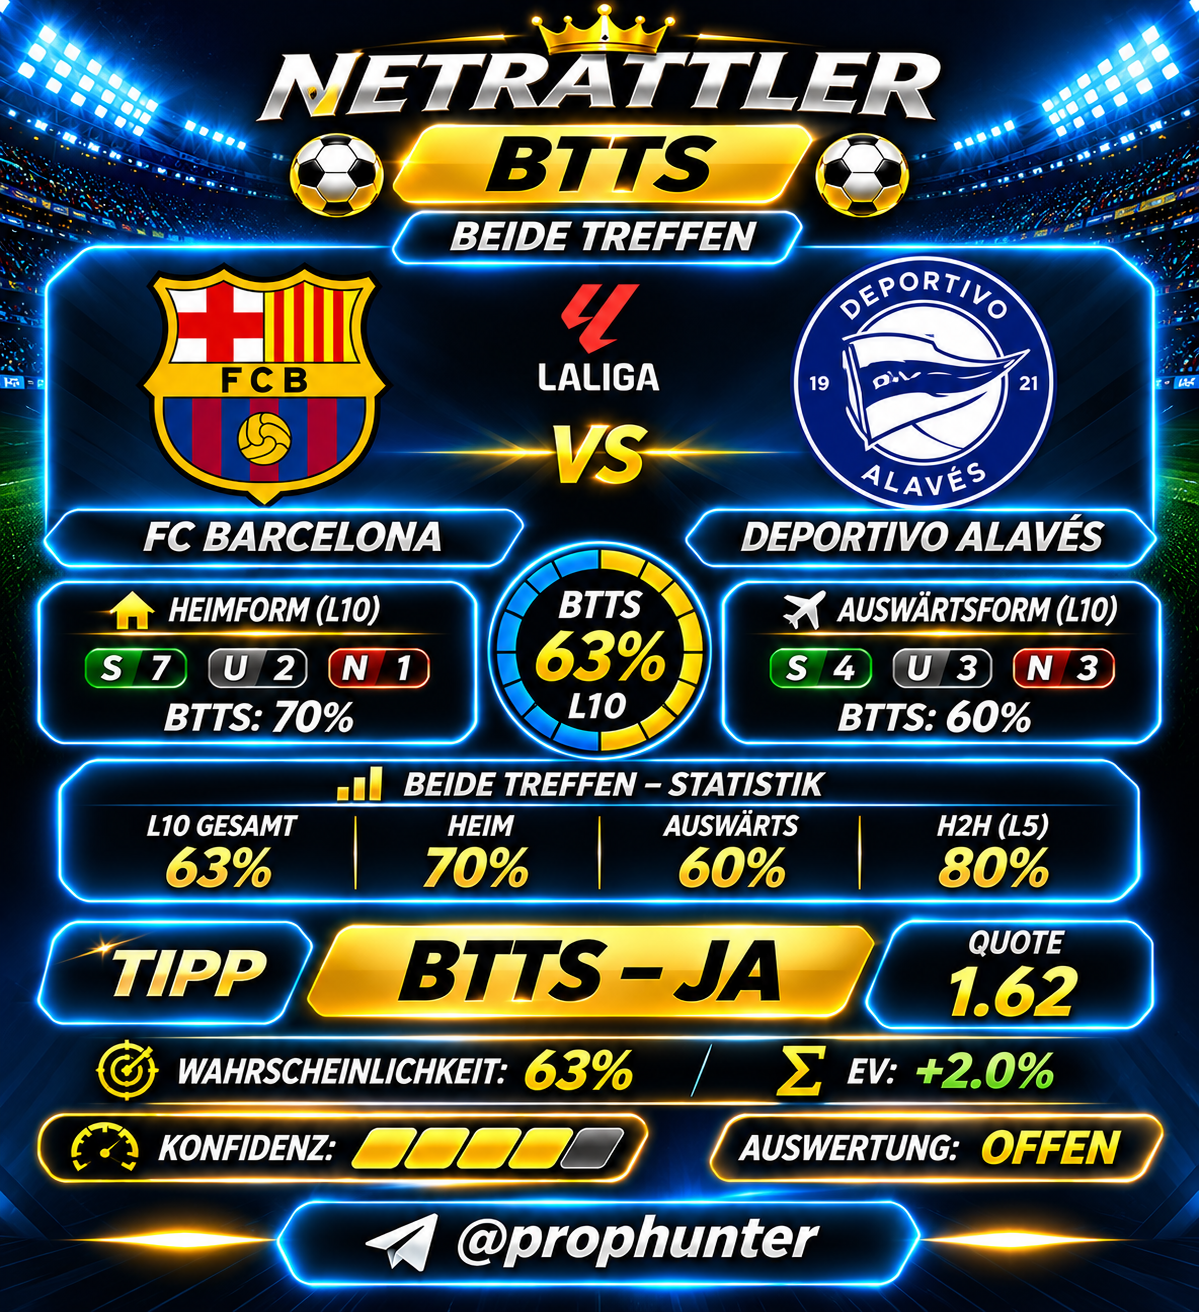 NETRATTLER
BTTS
BEIDE TREFFEN
FCB
LALIGA
VS
DEPORTIVO
19 21
ALAVÉS
FC BARCELONA
DEPORTIVO ALAVÉS
HEIMFORM (L10)
S 7 U 2 N 1
BTTS: 70%
BTTS
63%
L10
AUSWÄRTSFORM (L10)
S 4 U 3 N 3
BTTS: 60%
BEIDE TREFFEN – STATISTIK
L10 GESAMT
63%
HEIM
70%
AUSWÄRTS
60%
H2H (L5)
80%
TIPP
BTTS – JA
QUOTE
1.62
WAHRSCHEINLICHKEIT: 63%
Σ EV: +2.0%
KONFIDENZ:
AUSWERTUNG: OFFEN
@prophunter